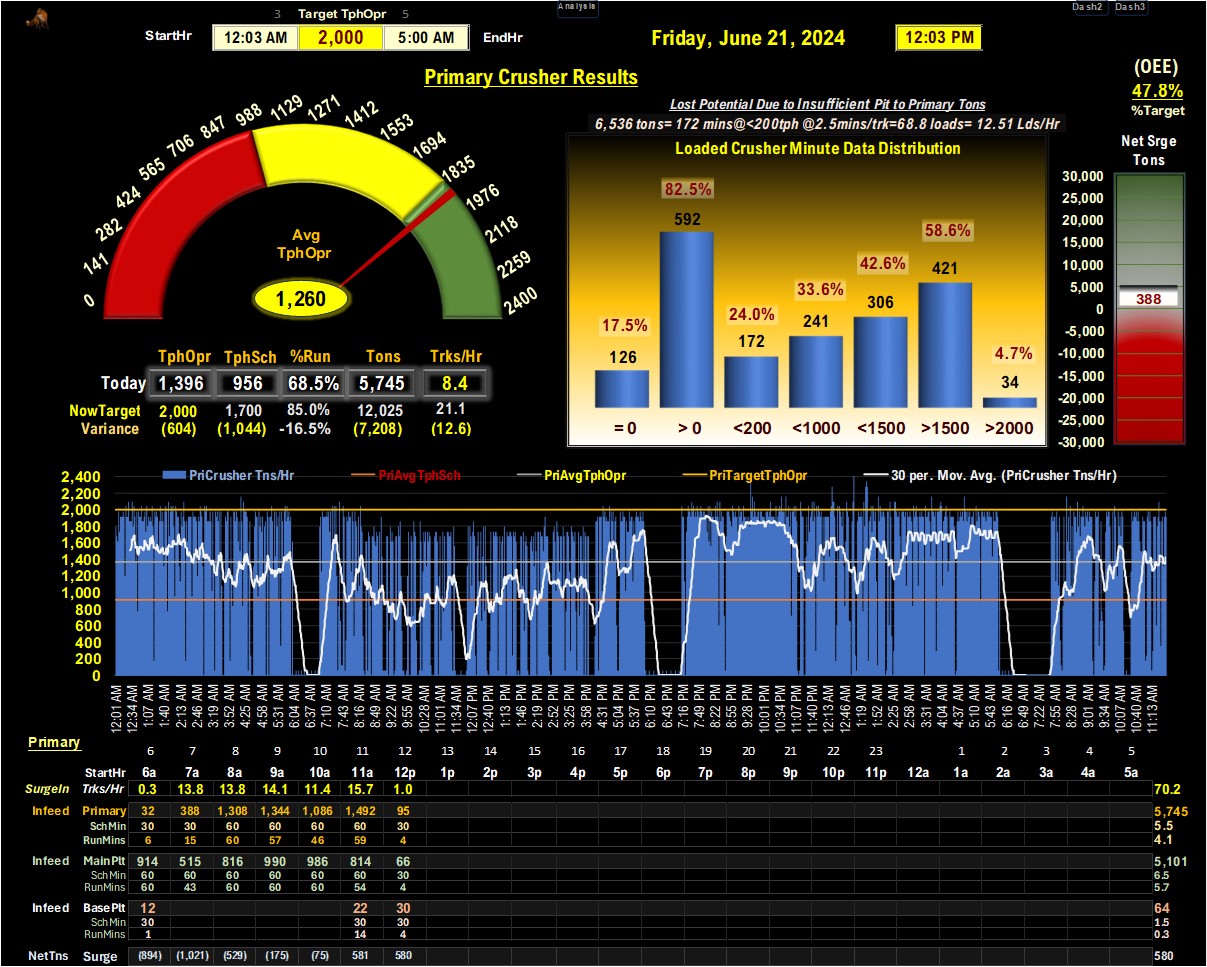 3 Target TphOpr 5
Analysis
Dash2 Dash3
StartHr 12:03 AM 2,000 5:00 AM EndHr
Friday, June 21, 2024 12:03 PM
Primary Crusher Results
(OEE)
47.8%
%Target
Lost Potential Due to Insufficient Pit to Primary Tons
6,536 tons= 172 mins@<200tph @2.5mins/trk=68.8 loads= 12.51 Lds/Hr
0 141 282 424 565 706 847 988 1129 1271 1412 1553 1694 1835 1976 2118 2259 2400
Avg
TphOpr
1,260
TphOpr TphSch %Run Tons Trks/Hr
Today 1,396 956 68.5% 5,745 8.4
NowTarget 2,000 1,700 85.0% 12,025 21.1
Variance (604) (1,044) -16.5% (7,208) (12.6)
Loaded Crusher Minute Data Distribution
17.5% 82.5% 24.0% 33.6% 42.6% 58.6% 4.7%
126 592 172 241 306 421 34
= 0 > 0 <200 <1000 <1500 >1500 >2000
Net Srge
Tons
30,000
25,000
20,000
15,000
10,000
5,000
388
0
-5,000
-10,000
-15,000
-20,000
-25,000
-30,000
PriCrusher Tns/Hr PriAvgTphSch PriAvgTphOpr PriTargetTphOpr 30 per. Mov. Avg. (PriCrusher Tns/Hr)
2,400
2,200
2,000
1,800
1,600
1,400
1,200
1,000
800
600
400
200
0
12:01 AM 12:34 AM 1:07 AM 1:40 AM 2:13 AM 2:46 AM 3:19 AM 3:52 AM 4:25 AM 4:58 AM 5:31 AM 6:04 AM 6:37 AM 7:10 AM 7:43 AM 8:16 AM 8:49 AM 9:22 AM 9:55 AM 10:28 AM 11:01 AM 11:34 AM 12:07 PM 12:40 PM 1:13 PM 1:46 PM 2:19 PM 2:52 PM 3:25 PM 3:58 PM 4:31 PM 5:04 PM 5:37 PM 6:10 PM 6:43 PM 7:16 PM 7:49 PM 8:22 PM 8:55 PM 9:28 PM 10:01 PM 10:34 PM 11:07 PM 11:40 PM 12:13 AM 12:46 AM 1:19 AM 1:52 AM 2:25 AM 2:58 AM 3:31 AM 4:04 AM 4:37 AM 5:10 AM 5:43 AM 6:16 AM 6:49 AM 7:22 AM 7:55 AM 8:28 AM 9:01 AM 9:34 AM 10:07 AM 10:40 AM 11:13 AM
Primary 6 7 8 9 10 11 12 13 14 15 16 17 18 19 20 21 22 23 1 2 3 4 5
StartHr 6a 7a 8a 9a 10a 11a 12p 1p 2p 3p 4p 5p 6p 7p 8p 9p 10p 11p 12a 1a 2a 3a 4a 5a
SurgeIn Trks/Hr 0.3 13.8 13.8 14.1 11.4 15.7 1.0 70.2
Infeed Primary 32 388 1,308 1,344 1,086 1,492 95 5,745
SchMin 30 30 60 60 60 60 30 5.5
RunMins 6 15 60 57 46 59 4 4.1
Infeed MainPlt 914 515 816 990 986 814 66 5,101
SchMin 60 60 60 60 60 60 30 6.5
RunMins 60 43 60 60 60 54 4 5.7
Infeed BasePlt 12 22 30 64
SchMin 30 30 30 1.5
RunMins 1 14 4 0.3
NetTns Surge (894) (1,021) (529) (175) (75) 581 580 580